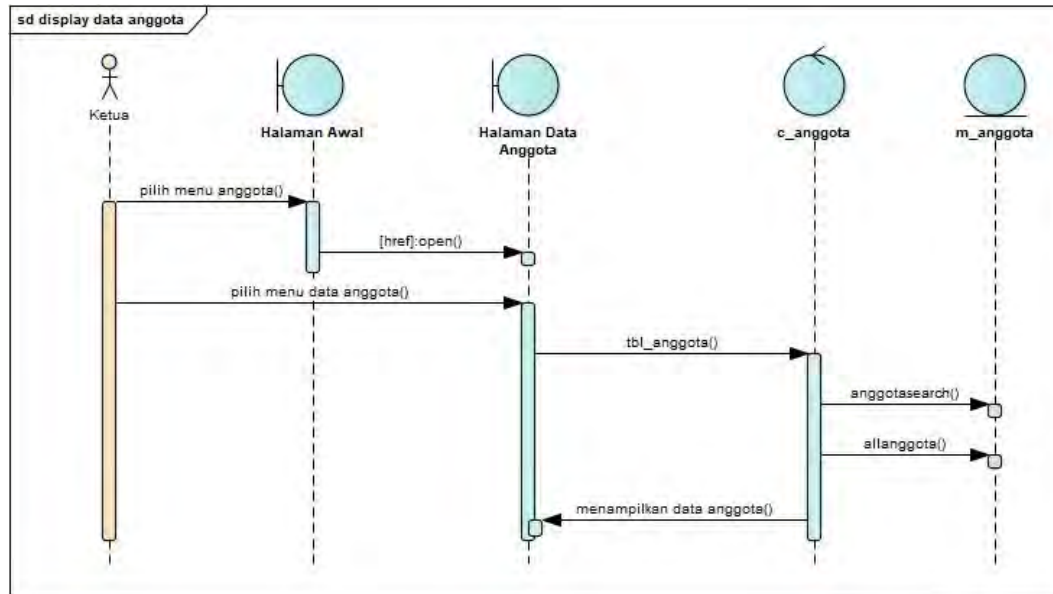 sd display data anggota
Ketua
Halaman Awal
Halaman Data
Anggota
c_anggota
m_anggota
pilih menu anggota()
[href]:open()
pilih menu data anggota()
tbl_anggota()
anggotasearch()
allanggota()
menampilkan data anggota()